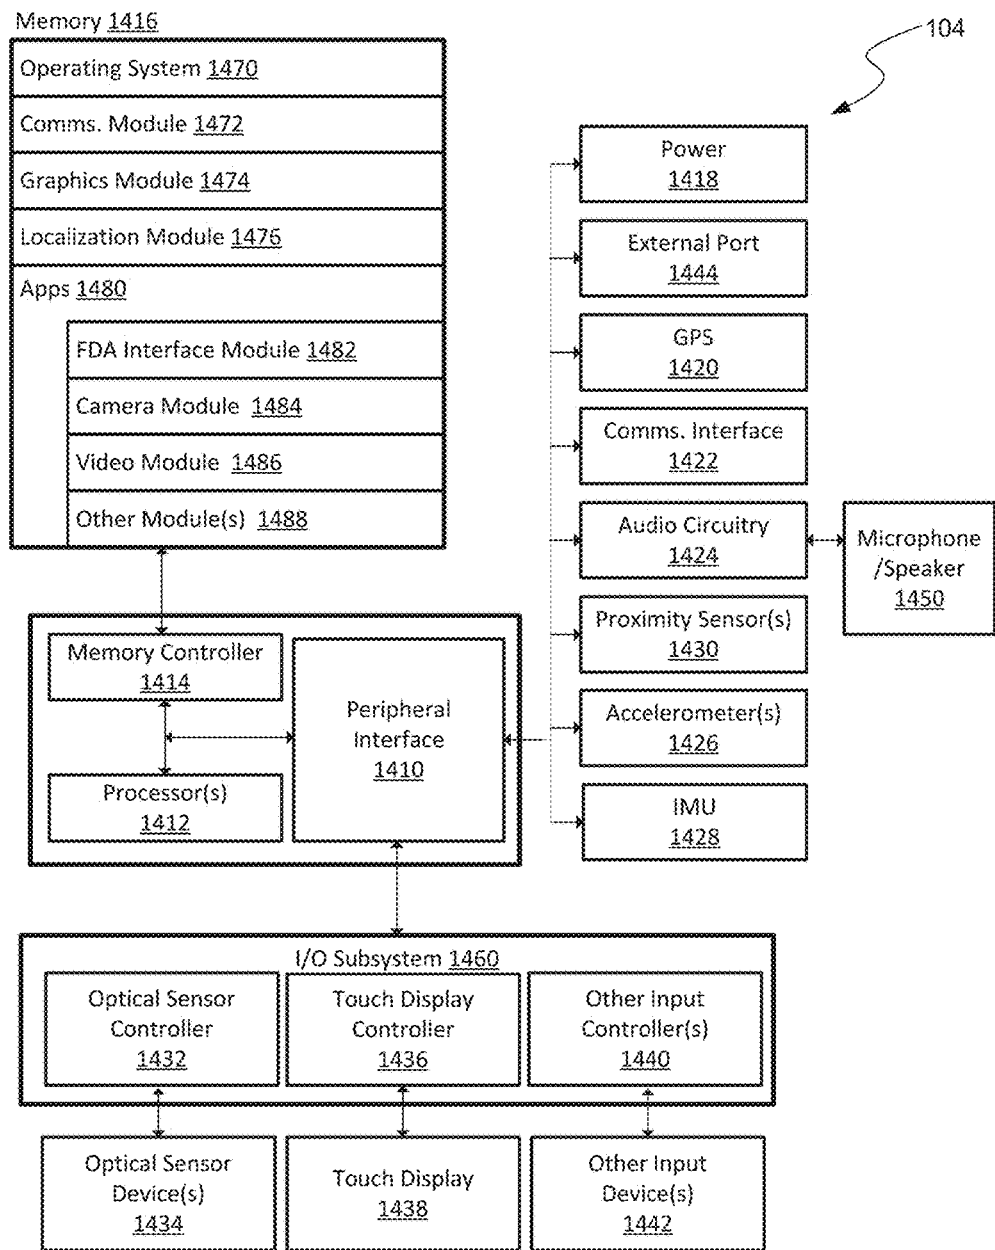 Memory 1416
104
Operating System 1470
Comms. Module 1472
Graphics Module 1474
Localization Module 1476
Apps 1480
FDA Interface Module 1482
Camera Module 1484
Video Module 1486
Other Module(s) 1488
Power
1418
External Port
1444
GPS
1420
Comms. Interface
1422
Audio Circuitry
1424
Microphone
/Speaker
1450
Proximity Sensor(s)
1430
Accelerometer(s)
1426
IMU
1428
Memory Controller
1414
Processor(s)
1412
Peripheral
Interface
1410
I/O Subsystem 1460
Optical Sensor
Controller
1432
Touch Display
Controller
1436
Other Input
Controller(s)
1440
Optical Sensor
Device(s)
1434
Touch Display
1438
Other Input
Device(s)
1442